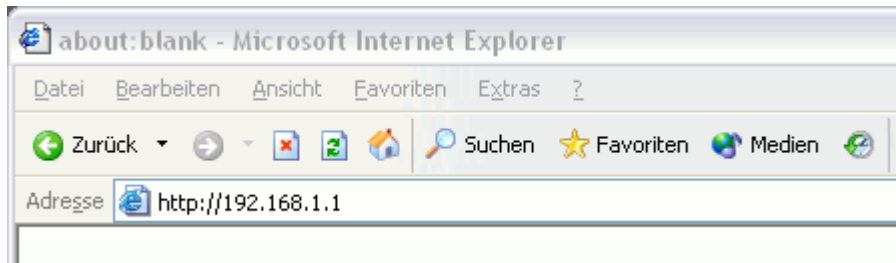 about:blank - Microsoft Internet Explorer
Datei Bearbeiten Ansicht Favoriten Extras ?
Zurück Suchen Favoriten Medien
Adresse http://192.168.1.1